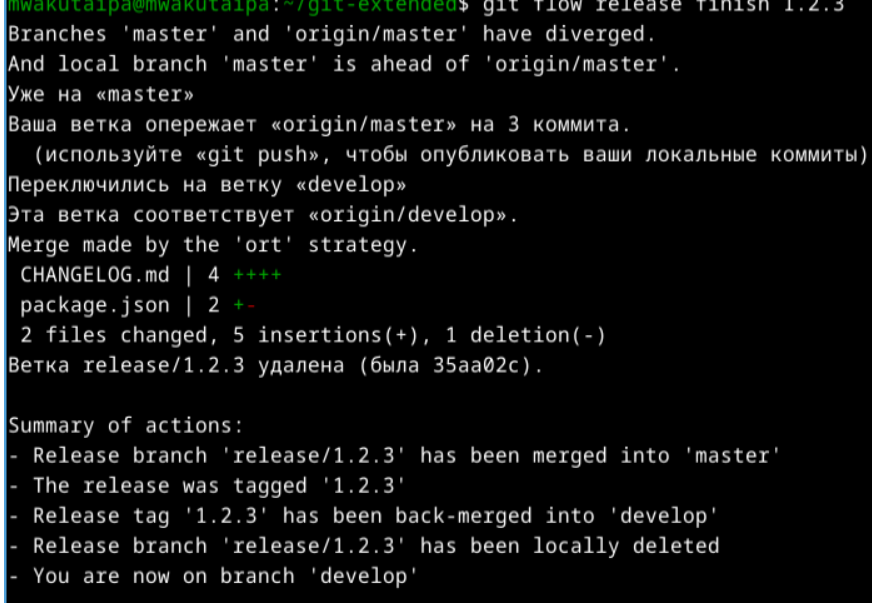 mwakutaipa@mwakutaipa:~/git-extended$ git flow release finish 1.2.3
Branches 'master' and 'origin/master' have diverged.
And local branch 'master' is ahead of 'origin/master'.
Уже на «master»
Ваша ветка опережает «origin/master» на 3 коммита.
  (используйте «git push», чтобы опубликовать ваши локальные коммиты)
Переключились на ветку «develop»
Эта ветка соответствует «origin/develop».
Merge made by the 'ort' strategy.
 CHANGELOG.md | 4 ++++
 package.json | 2 +-
 2 files changed, 5 insertions(+), 1 deletion(-)
Ветка release/1.2.3 удалена (была 35aa02c).

Summary of actions:
- Release branch 'release/1.2.3' has been merged into 'master'
- The release was tagged '1.2.3'
- Release tag '1.2.3' has been back-merged into 'develop'
- Release branch 'release/1.2.3' has been locally deleted
- You are now on branch 'develop'